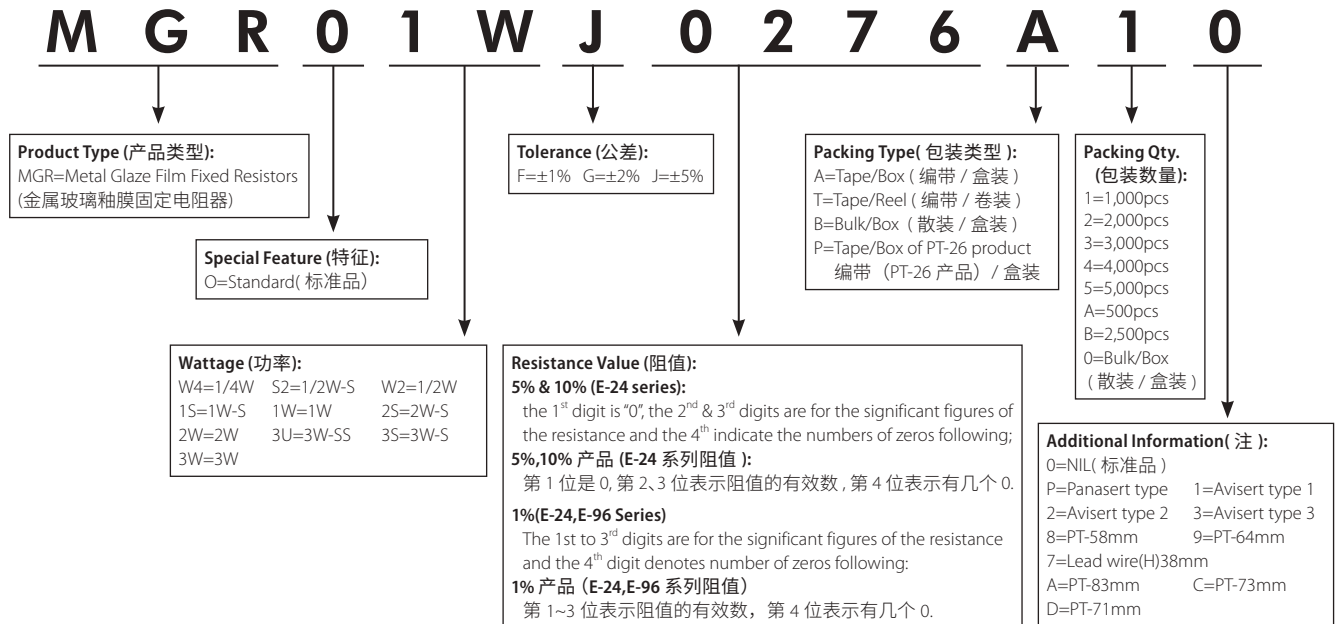 MGR01WJ0276A10
Product Type (产品类型):
MGR=Metal Glaze Film Fixed Resistors
(金属玻璃釉膜固定电阻器)
Special Feature (特征):
O=Standard( 标准品)
Wattage (功率):
W4=1/4W S2=1/2W-S W2=1/2W
1S=1W-S 1W=1W 2S=2W-S
2W=2W 3U=3W-SS 3S=3W-S
3W=3W
Tolerance (公差):
F=±1% G=±2% J=±5%
Resistance Value (阻值):
5% & 10% (E-24 series):
the 1st digit is "0", the 2nd & 3rd digits are for the significant figures of
the resistance and the 4th indicate the numbers of zeros following;
5%,10% 产品 (E-24 系列阻值 ):
第 1 位是 0, 第 2、3 位表示阻值的有效数 , 第 4 位表示有几个 0.
1%(E-24,E-96 Series)
The 1st to 3rd digits are for the significant figures of the resistance
and the 4th digit denotes number of zeros following:
1% 产品（E-24,E-96 系列阻值）
第 1~3 位表示阻值的有效数，第 4 位表示有几个 0.
Packing Type( 包装类型 ):
A=Tape/Box ( 编带 / 盒装 )
T=Tape/Reel ( 编带 / 卷装 )
B=Bulk/Box ( 散装 / 盒装 )
P=Tape/Box of PT-26 product
编带（PT-26 产品）/ 盒装
Packing Qty.
(包装数量):
1=1,000pcs
2=2,000pcs
3=3,000pcs
4=4,000pcs
5=5,000pcs
A=500pcs
B=2,500pcs
0=Bulk/Box
( 散装 / 盒装 )
Additional Information( 注 ):
0=NIL( 标准品 )
P=Panasert type 1=Avisert type 1
2=Avisert type 2 3=Avisert type 3
8=PT-58mm 9=PT-64mm
7=Lead wire(H)38mm
A=PT-83mm C=PT-73mm
D=PT-71mm